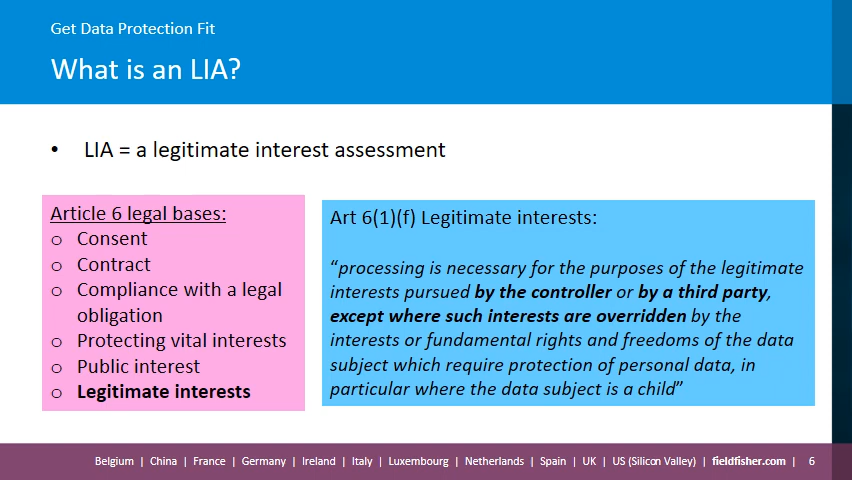 Get Data Protection Fit
What is an LIA?
• LIA = a legitimate interest assessment
Article 6 legal bases:
o Consent
o Contract
o Compliance with a legal
obligation
o Protecting vital interests
o Public interest
o Legitimate interests
Art 6(1)(f) Legitimate interests:
“processing is necessary for the purposes of the legitimate
interests pursued by the controller or by a third party,
except where such interests are overridden by the
interests or fundamental rights and freedoms of the data
subject which require protection of personal data, in
particular where the data subject is a child”
Belgium | China | France | Germany | Ireland | Italy | Luxembourg | Netherlands | Spain | UK | US (Silicon Valley) | fieldfisher.com | 6